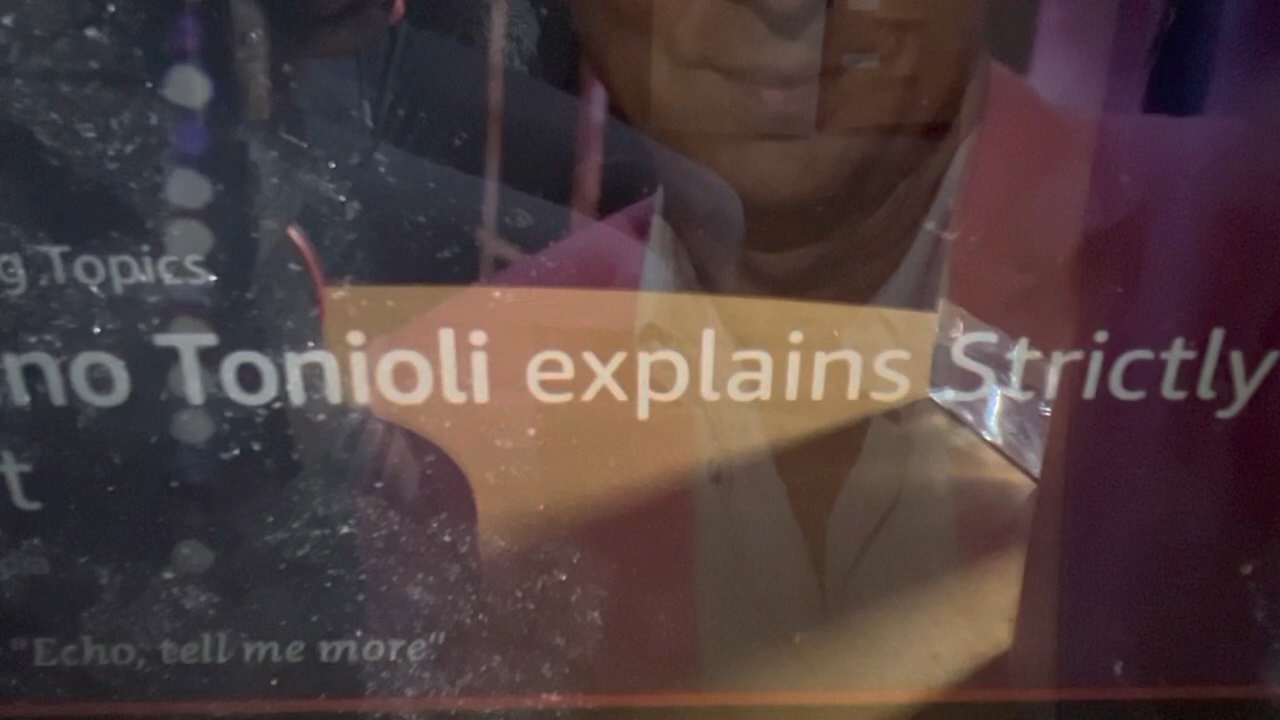 g Topics
no Tonioli explains Strictly
t
"Echo, tell me more"